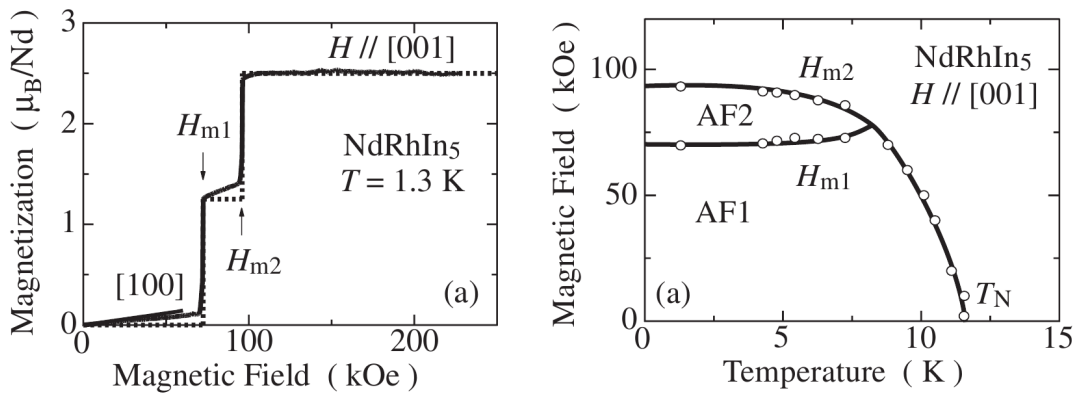 (a)
3
2
1
0
Magnetization ( μB/Nd )
H // [001]
Hm1
NdRhIn5
T = 1.3 K
Hm2
[100]
(a)
0
100
200
Magnetic Field ( kOe )
Magnetic Field ( kOe )
100
50
0
Hm2
NdRhIn5
H // [001]
AF2
Hm1
AF1
(a)
TN
0
5
10
15
Temperature ( K )